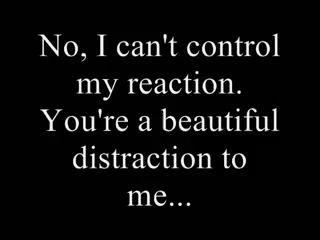 No, I can't control
my reaction.
You're a beautiful
distraction to
me...